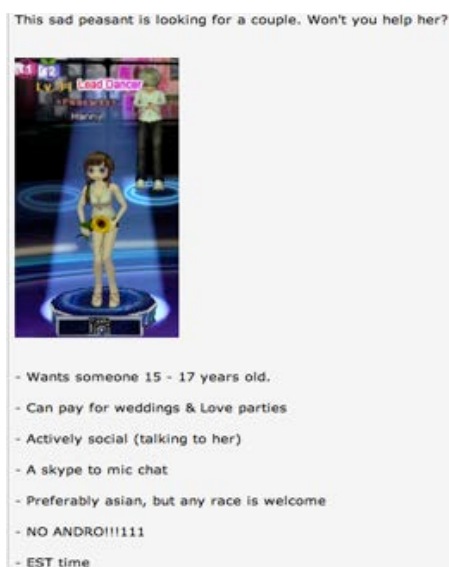 This sad peasant is looking for a couple. Won't you help her?
Lead Dancer
- Wants someone 15 - 17 years old.
- Can pay for weddings & Love parties
- Actively social (talking to her)
- A skype to mic chat
- Preferably asian, but any race is welcome
- NO ANDRO!!!111
- EST time